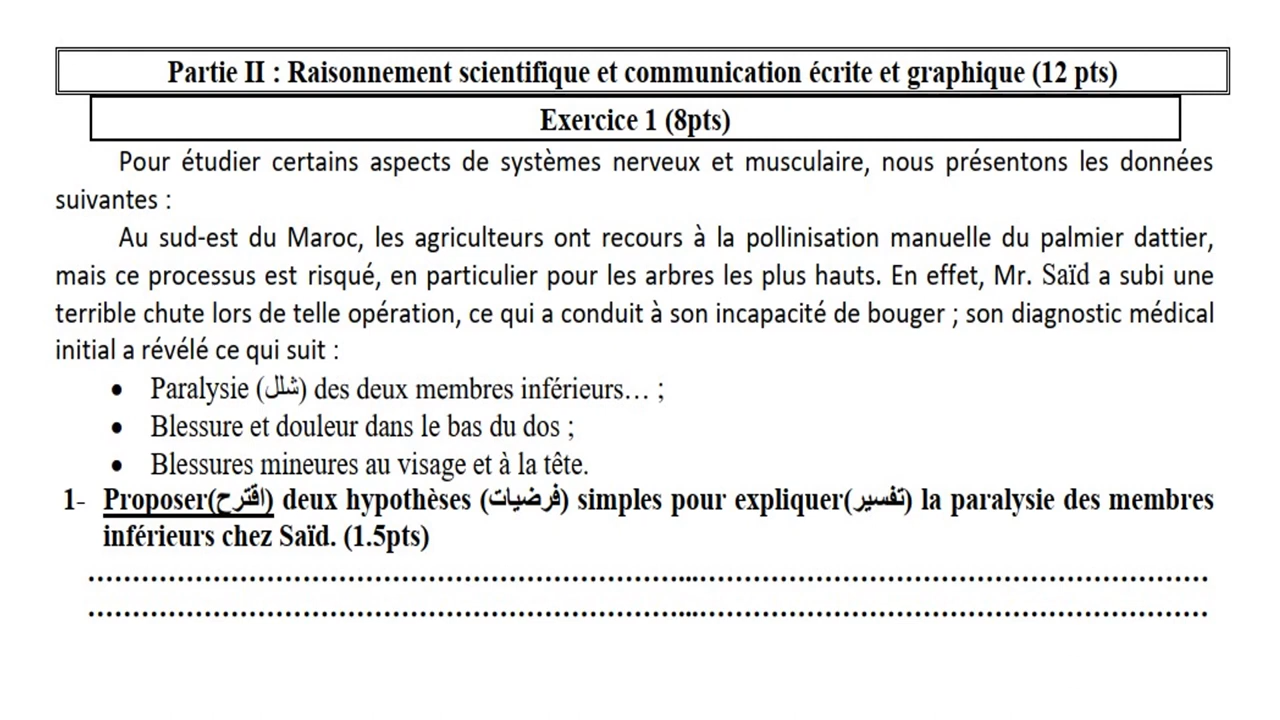 Partie II : Raisonnement scientifique et communication écrite et graphique (12 pts)
Exercice 1 (8pts)
Pour étudier certains aspects de systèmes nerveux et musculaire, nous présentons les données
suivantes :
Au sud-est du Maroc, les agriculteurs ont recours à la pollinisation manuelle du palmier dattier,
mais ce processus est risqué, en particulier pour les arbres les plus hauts. En effet, Mr. Saïd a subi une
terrible chute lors de telle opération, ce qui a conduit à son incapacité de bouger ; son diagnostic médical
initial a révélé ce qui suit :
• Paralysie (شلل) des deux membres inférieurs… ;
• Blessure et douleur dans le bas du dos ;
• Blessures mineures au visage et à la tête.
1- Proposer(اقترح) deux hypothèses (فرضيات) simples pour expliquer(تفسير) la paralysie des membres
inférieurs chez Saïd. (1.5pts)